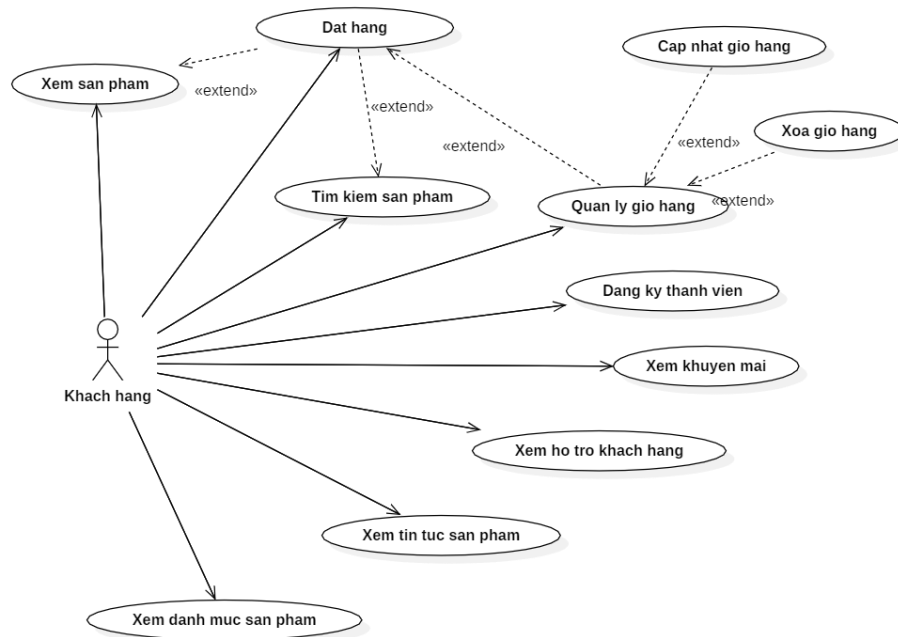 Dat hang
Cap nhat gio hang
Xem san pham
«extend»
«extend»
Xoa gio hang
«extend»
«extend»
Tim kiem san pham
Quan ly gio hang
«extend»
Dang ky thanh vien
Xem khuyen mai
Khach hang
Xem ho tro khach hang
Xem tin tuc san pham
Xem danh muc san pham